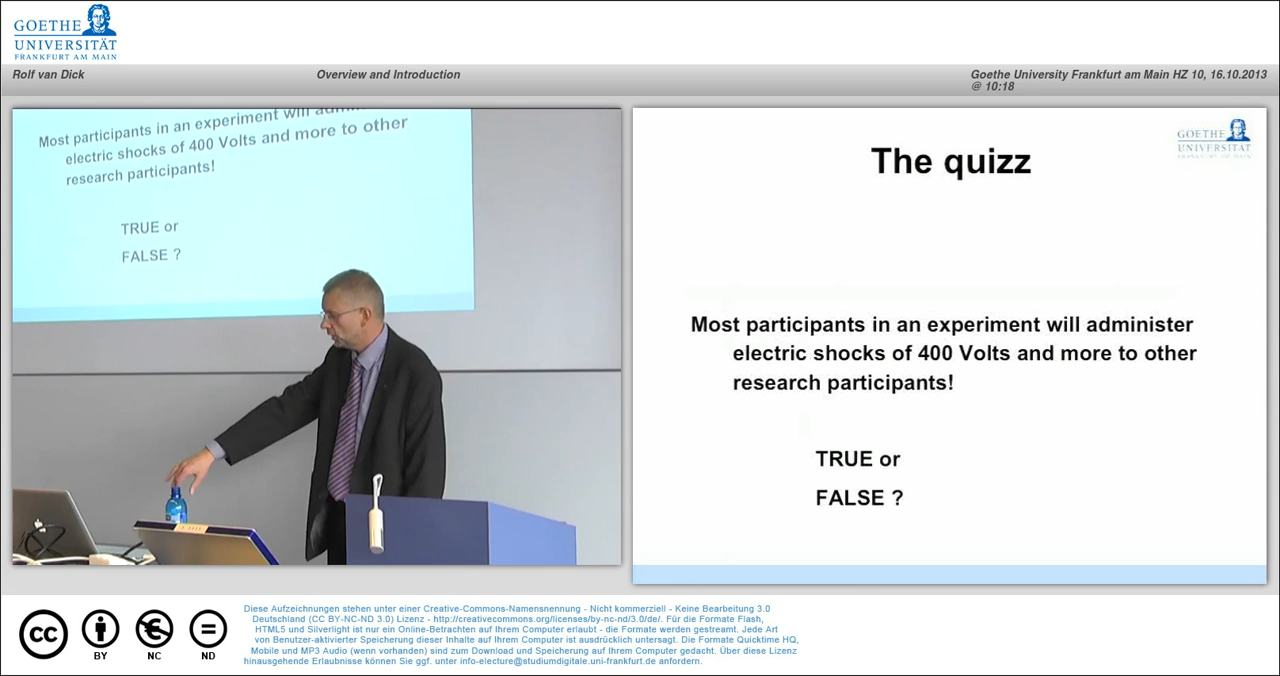 GOETHE
UNIVERSITÄT
FRANKFURT AM MAIN
Rolf van Dick
Overview and Introduction
Goethe University Frankfurt am Main HZ 10, 16.10.2013
@ 10:18
Most participants in an experiment will
electric shocks of 400 Volts and more to other
research participants!
TRUE or
FALSE ?
GOETHE
UNIVERSITÄT
FRANKFURT AM MAIN
The quizz
Most participants in an experiment will administer
electric shocks of 400 Volts and more to other
research participants!
TRUE or
FALSE ?
cc
BY
NC
ND
Diese Aufzeichnungen stehen unter einer Creative-Commons-Namensnennung - Nicht kommerziell - Keine Bearbeitung 3.0
Deutschland (CC BY-NC-ND 3.0) Lizenz - http://creativecommons.org/licenses/by-nc-nd/3.0/de/. Für die Formate Flash,
HTML5 und Silverlight ist nur ein Online-Betrachten auf Ihrem Computer erlaubt - die Formate werden gestreamt. Jede Art
von Benutzer-aktivierter Speicherung dieser Inhalte auf Ihrem Computer ist ausdrücklich untersagt. Die Formate Quicktime HQ,
Mobile und MP3 Audio (wenn vorhanden) sind zum Download und Speicherung auf Ihrem Computer gedacht. Über diese Lizenz
hinausgehende Erlaubnisse können Sie ggf. unter info-electure@studiumdigitale.uni-frankfurt.de anfordern.